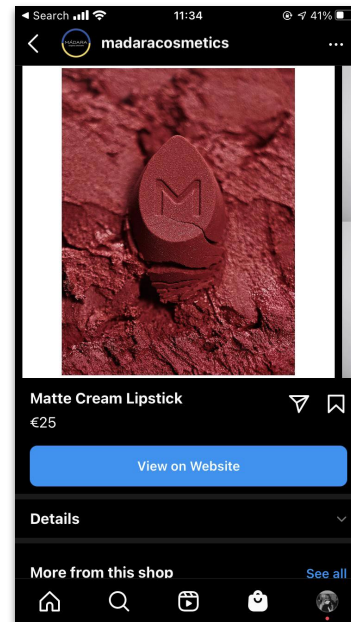 ◀ Search
11:34
41%
MÁDARA
madaracosmetics
M
Matte Cream Lipstick
€25
View on Website
Details
More from this shop
See all